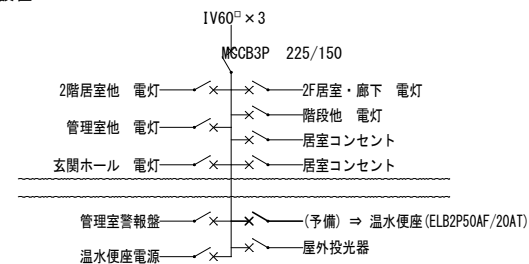 IV60□×3
MCCB3P 225/150
2階居室他 電灯
2F居室・廊下 電灯
階段他 電灯
管理室他 電灯
居室コンセント
玄関ホール 電灯
居室コンセント
管理室警報盤
(予備) ⇒ 温水便座(ELB2P50AF/20AT)
屋外投光器
温水便座電源